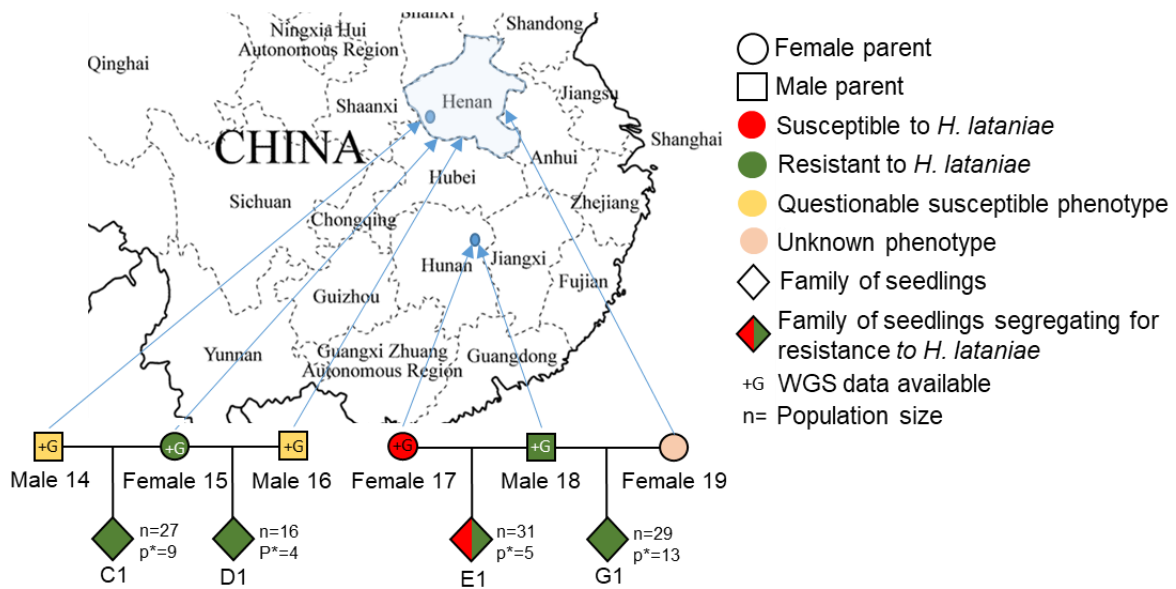 Shanxi
Shandong
Ningxia Hui
Autonomous Region
Qinghai
Henan
Shaanxi
Jiangsu
Shanghai
CHINA
Anhui
Hubei
Sichuan
Zhejiang
Chongqing
Hunan
Jiangxi
Fujian
Guizhou
Yunnan
Guangxi Zhuang
Autonomous Region
Guangdong
Female parent
Male parent
Susceptible to H. lataniae
Resistant to H. lataniae
Questionable susceptible phenotype
Unknown phenotype
Family of seedlings
Family of seedlings segregating for
resistance to H. lataniae
+G WGS data available
n= Population size
+G +G +G +G +G
Male 14 Female 15 Male 16 Female 17 Male 18 Female 19
n=27
p*=9
C1
n=16
P*=4
D1
n=31
p*=5
E1
n=29
p*=13
G1